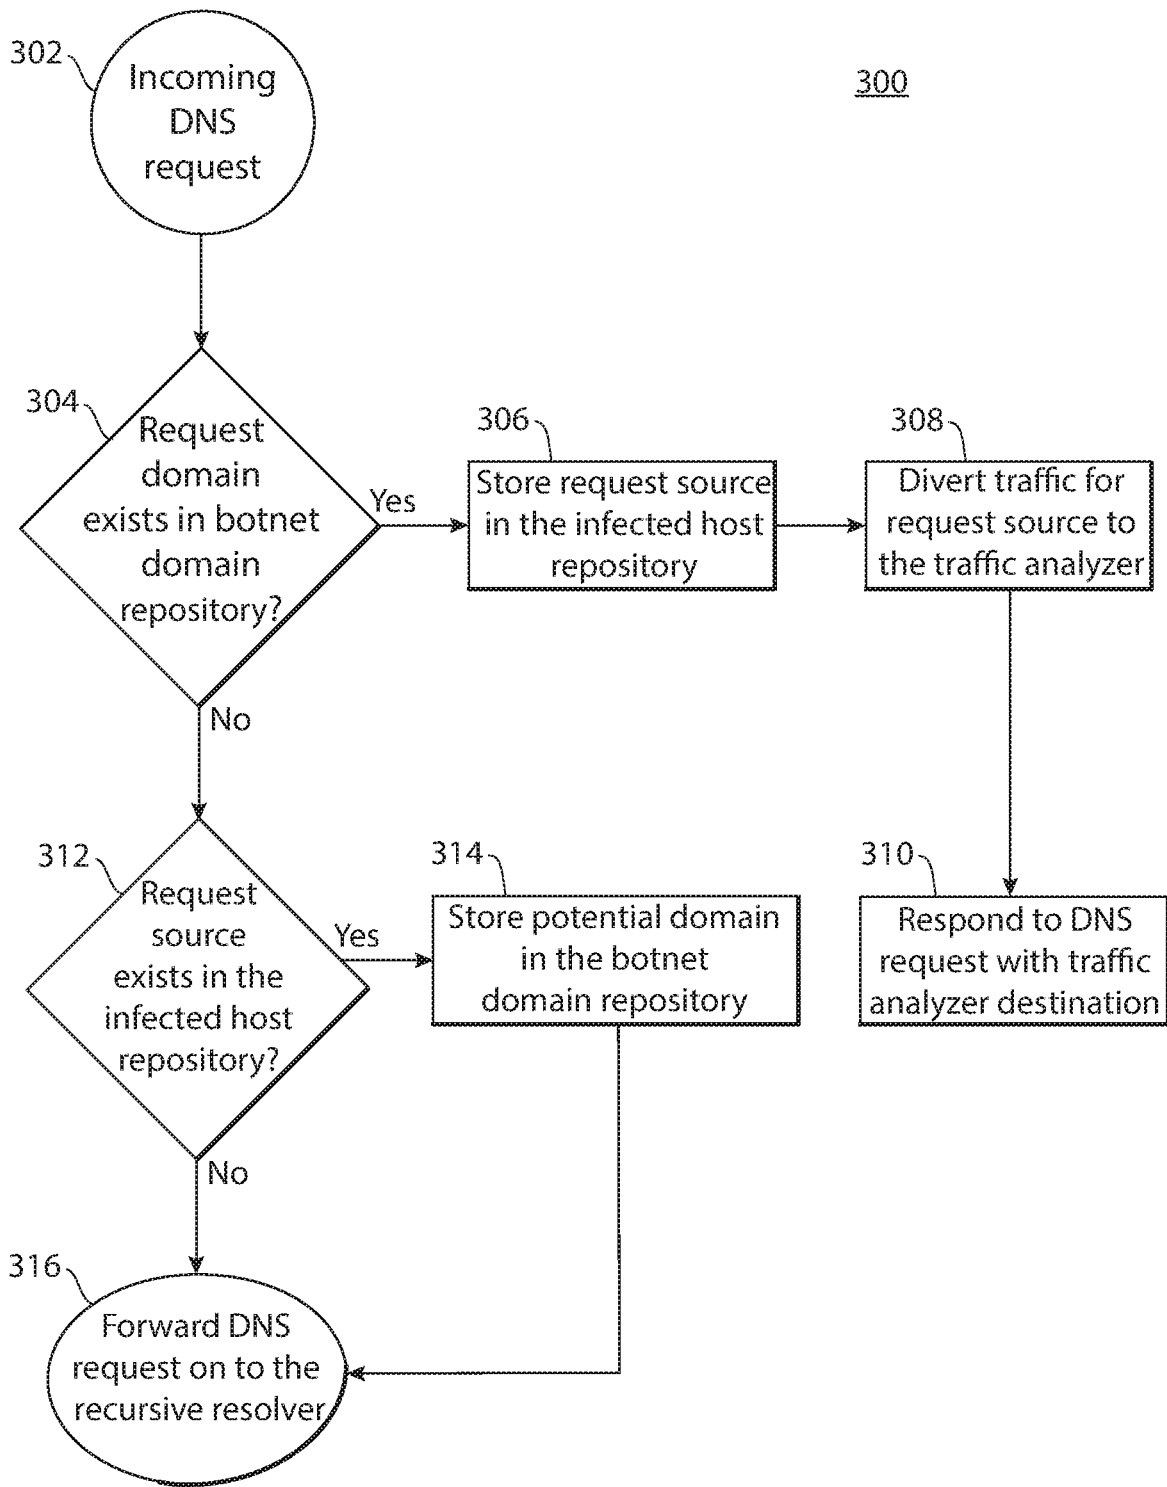 302
Incoming
DNS
request
300
304
Request
domain
exists in botnet
domain
repository?
Yes
306
Store request source
in the infected host
repository
308
Divert traffic for
request source to
the traffic analyzer
No
312
Request
source
exists in the
infected host
repository?
Yes
314
Store potential domain
in the botnet
domain repository
310
Respond to DNS
request with traffic
analyzer destination
No
316
Forward DNS
request on to the
recursive resolver